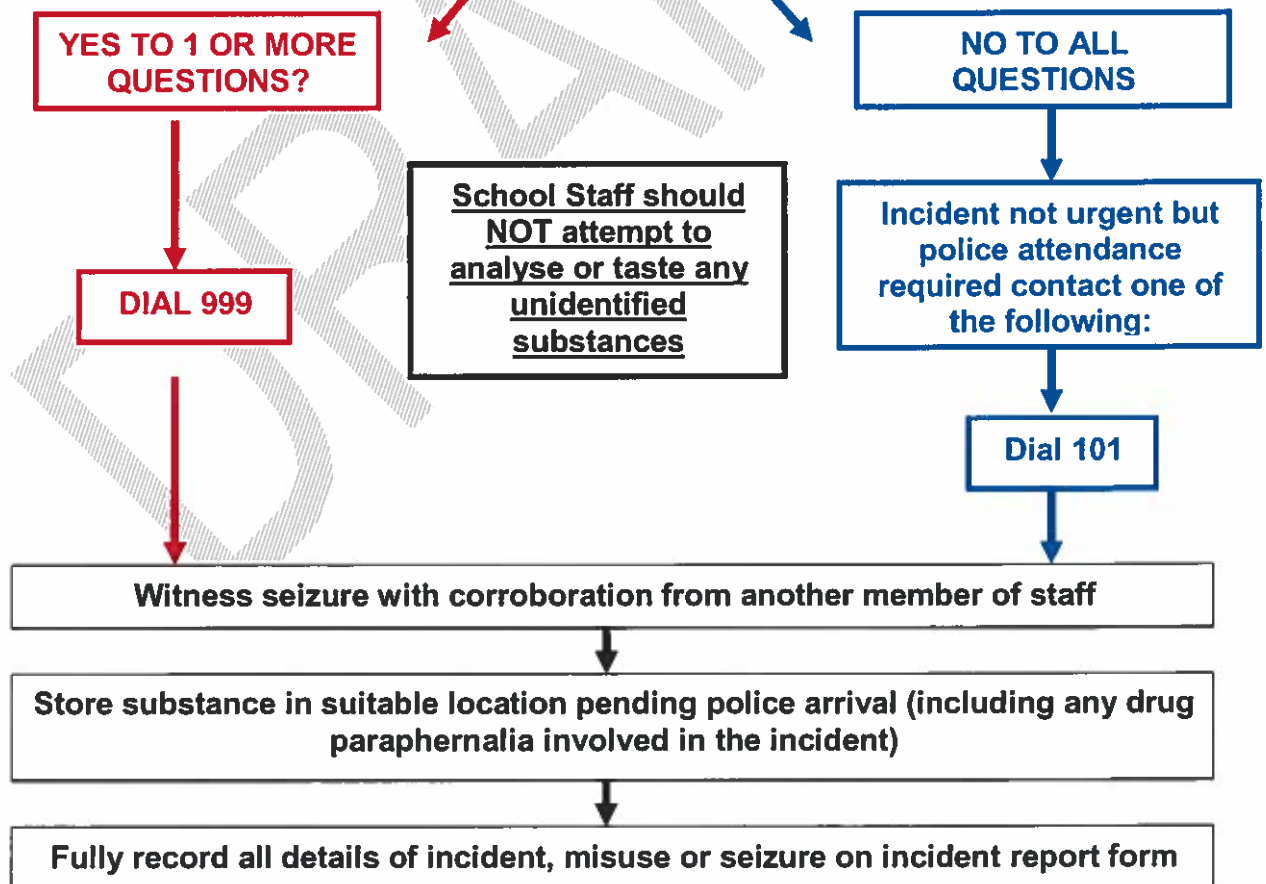 YES TO 1 OR MORE
QUESTIONS?
NO TO ALL
QUESTIONS
School Staff should
NOT attempt to
analyse or taste any
unidentified
substances
Incident not urgent but
police attendance
required contact one of
the following:
DIAL 999
Dial 101
Witness seizure with corroboration from another member of staff
Store substance in suitable location pending police arrival (including any drug
paraphernalia involved in the incident)
Fully record all details of incident, misuse or seizure on incident report form